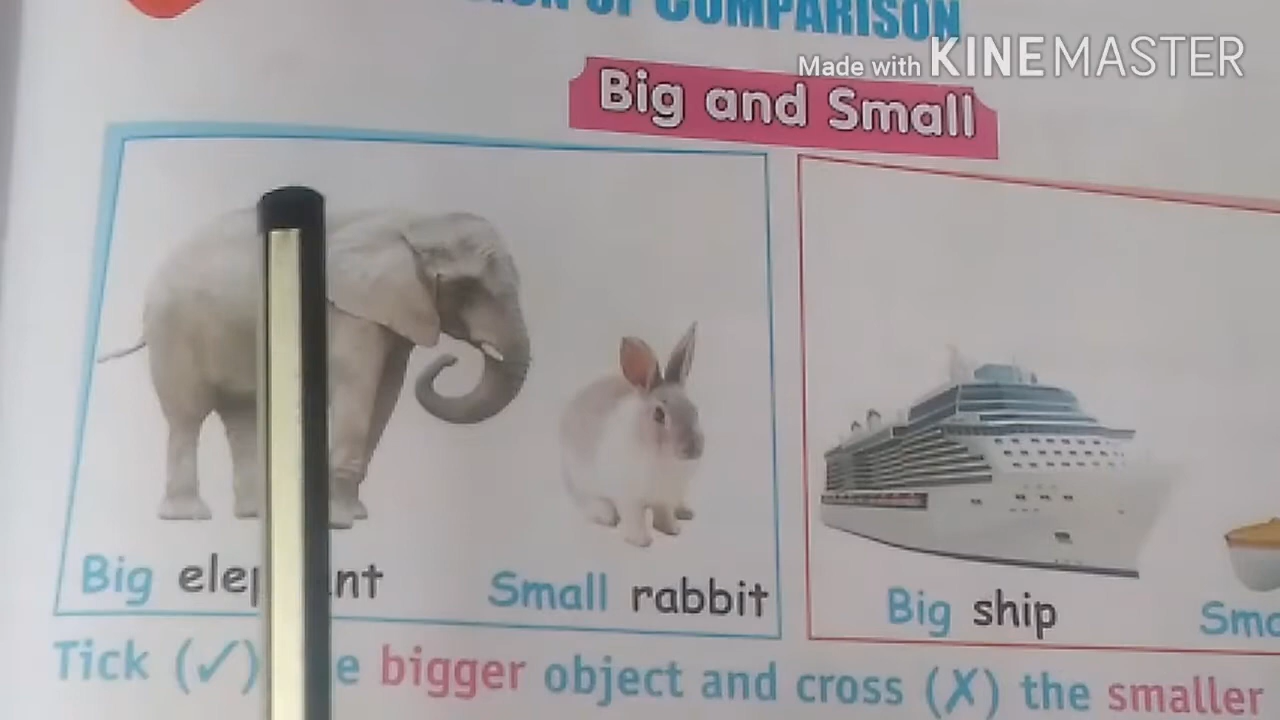 OF COMPARISON
Made with KINEMASTER
Big and Small
Big Small rabbit
Big ship
Tick (✓) bigger object and cross (✗) the smaller